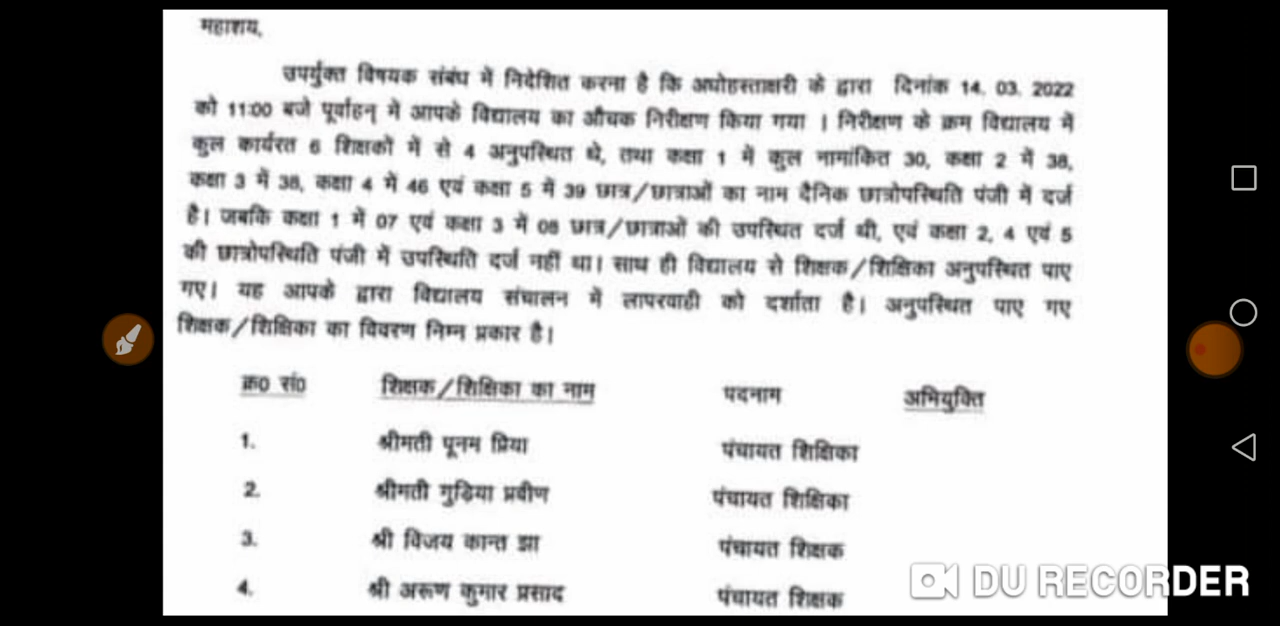 महाशय,
उपर्युक्त विषयक संबंध में निदेशित करना है कि अधोहस्ताक्षरी के द्वारा दिनांक 14. 03. 2022
को 11:00 बजे पूर्वाहन् में आपके विद्यालय का औचक निरीक्षण किया गया । निरीक्षण के क्रम विद्यालय में
कुल कार्यरत 6 शिक्षकों में से 4 अनुपस्थित थे, तथा कक्षा 1 में कुल नामांकित 30, कक्षा 2 में 38,
कक्षा 3 में 38, कक्षा 4 में 46 एवं कक्षा 5 में 39 छात्र/छात्राओं का नाम दैनिक छात्रोपस्थिति पंजी में दर्ज
है। जबकि कक्षा 1 में 07 एवं कक्षा 3 में 08 छात्र/छात्राओं की उपस्थित दर्ज थी, एवं कक्षा 2, 4 एवं 5
की छात्रोपस्थिति पंजी में उपस्थिति दर्ज नहीं था। साथ ही विद्यालय से शिक्षक/शिक्षिका अनुपस्थित पाए
गए। यह आपके द्वारा विद्यालय संचालन में लापरवाही को दर्शाता है। अनुपस्थित पाए गए
शिक्षक/शिक्षिका का विवरण निम्न प्रकार है।
क्र0 सं0 शिक्षक/शिक्षिका का नाम पदनाम अभियुक्ति
1. श्रीमती पूनम प्रिया पंचायत शिक्षिका
2. श्रीमती गुड़िया प्रवीण पंचायत शिक्षिका
3. श्री विजय कान्त झा पंचायत शिक्षक
4. श्री अरूण कुमार प्रसाद पंचायत शिक्षक
DU RECORDER